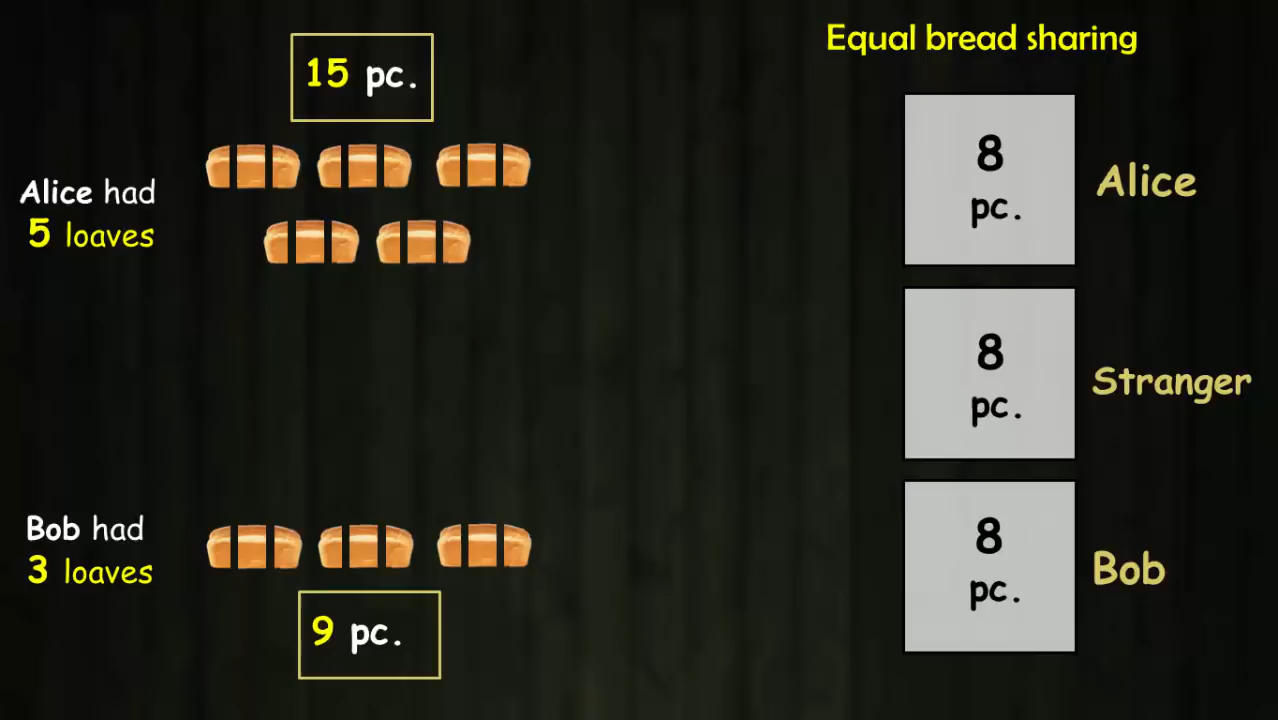 Equal bread sharing
15 pc.
Alice had
5 loaves
Bob had
3 loaves
9 pc.
8
pc.
Alice
8
pc.
Stranger
8
pc.
Bob